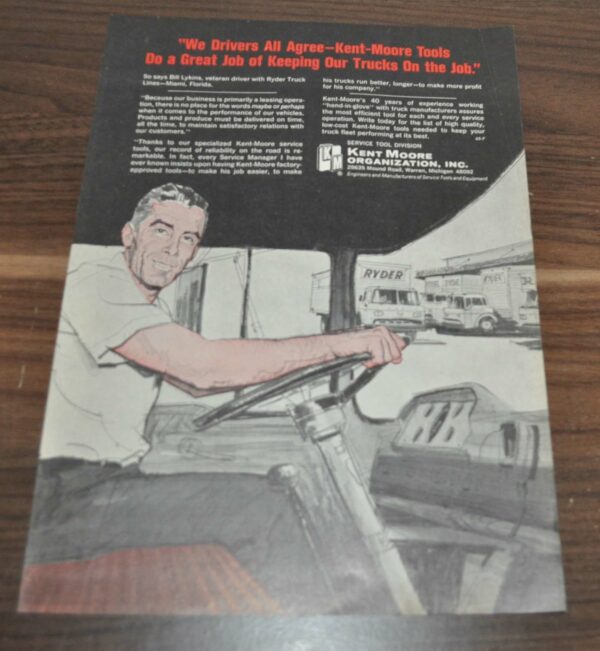 "We Drivers All Agree—Kent-Moore Tools
Do a Great Job of Keeping Our Trucks On the Job."
So says Bill Lykins, veteran driver with Ryder Truck
Lines—Miami, Florida.
"Because our business is primarily a leasing opera-
tion, there is no place for the words maybe or perhaps
when it comes to the performance of our vehicles.
Products and produce must be delivered on time,
all the time, to maintain satisfactory relations with
our customers."
"Thanks to our specialized Kent-Moore service
tools, our record of reliability on the road is re-
markable. In fact, every Service Manager I have
ever known insists upon having Kent-Moore factory-
approved tools—to make his job easier, to make
his trucks run better, longer—to make more profit
for his company."
Kent-Moore's 40 years of experience working
"hand-in-glove" with truck manufacturers assures
the most efficient tool for each and every service
operation. Write today for the list of high quality,
low-cost Kent-Moore tools needed to keep your
truck fleet performing at its best.
SERVICE TOOL DIVISION
KENT MOORE
ORGANIZATION, INC.
28635 Mound Road, Warren, Michigan 48092
Engineers and Manufacturers of Service Tools and Equipment
K
M
®
RYDER